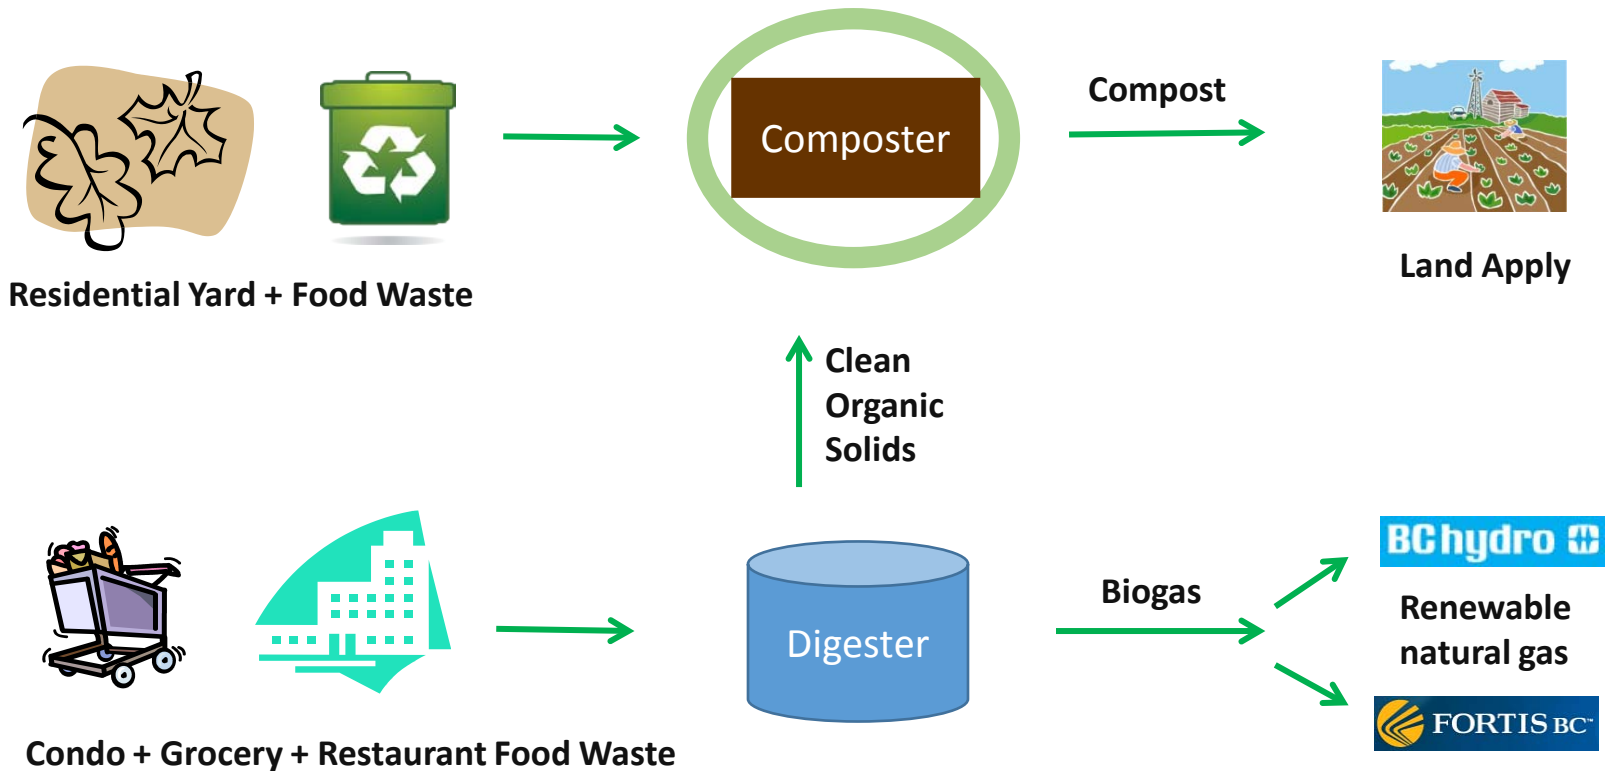 Composter
Compost
Residential Yard + Food Waste
Land Apply
Clean
Organic
Solids
Digester
Biogas
BChydro
Renewable
natural gas
FORTIS BC™
Condo + Grocery + Restaurant Food Waste